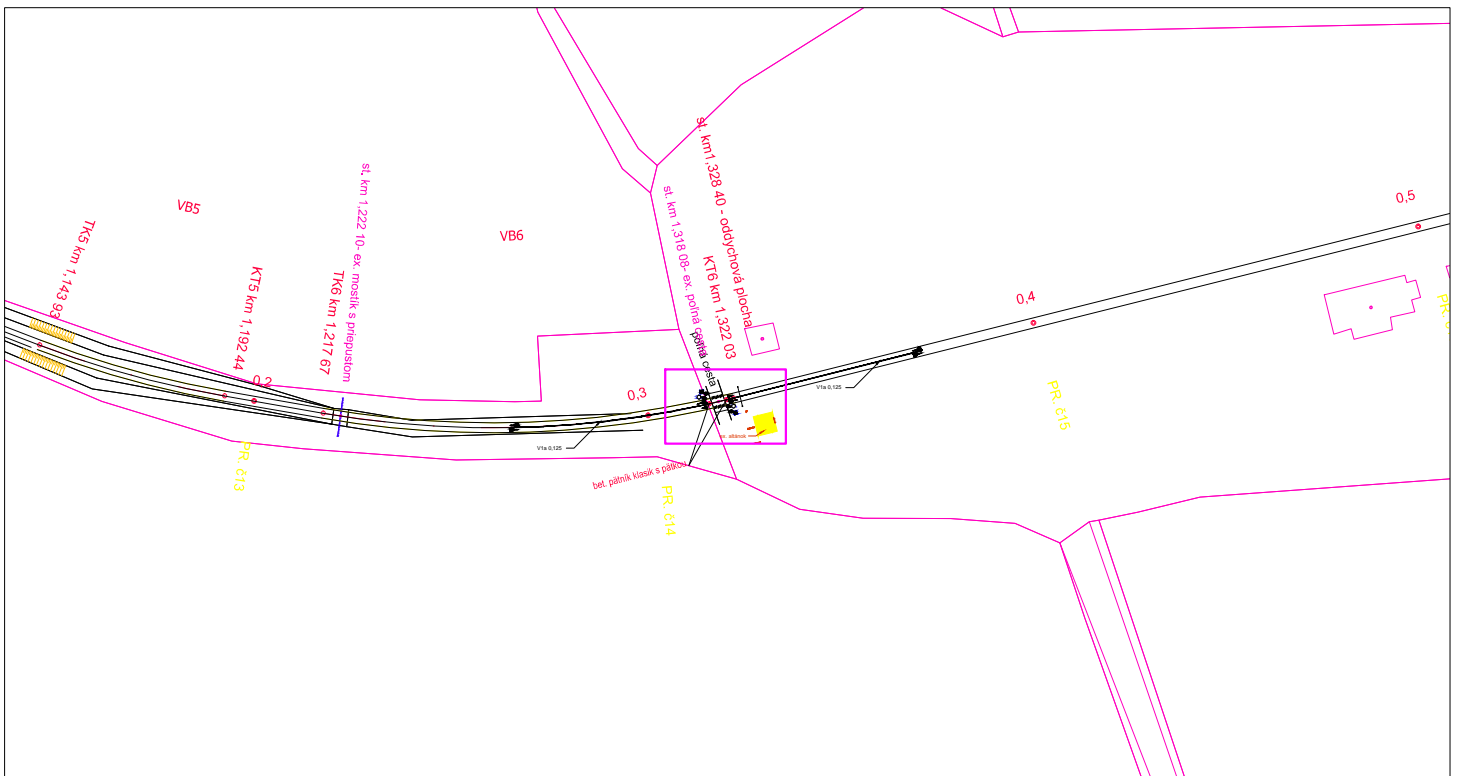 TK5 km 1,143 93
VB5
KT5 km 1,192 44
0,2
TK6 km 1,217 67
st. km 1,222 10- ex. mostík s priepustom
VB6
PR. č13
V1a 0,125
0,3
st. km 1,318 08- ex. poľná cesta
poľná cesta
KT6 km 1,322 03
st. km1,328 40 - oddychová plocha
ex. altánok
bet. pätník klasik s pätkou
PR. č14
V1a 0,125
0,4
PR. č15
0,5
PR.